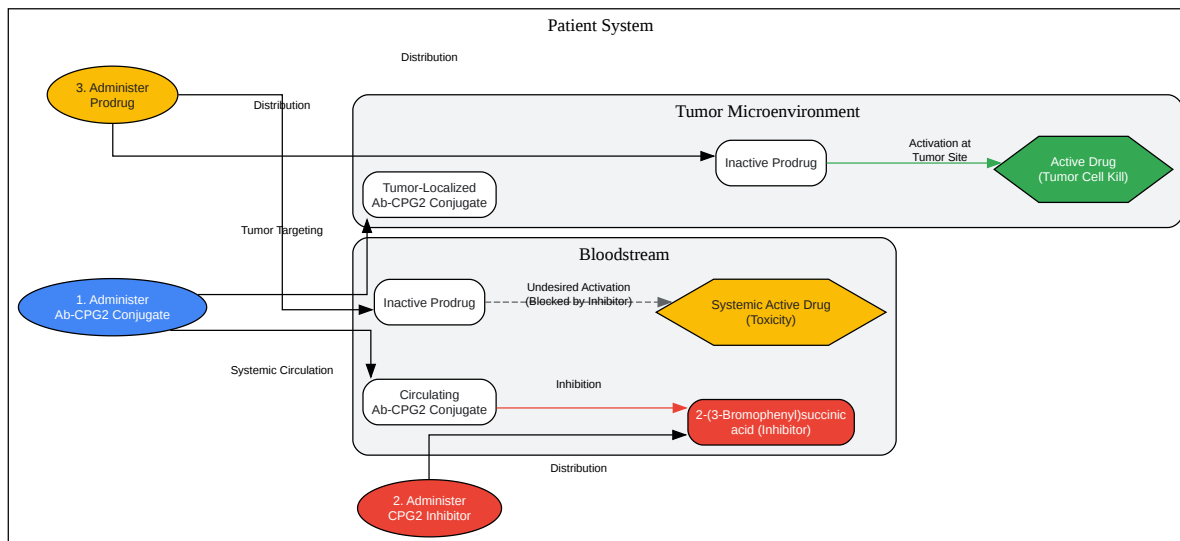 Patient System
Distribution
3. Administer
Prodrug
Distribution
Tumor Microenvironment
Inactive Prodrug
Activation at
Tumor Site
Active Drug
(Tumor Cell Kill)
Tumor-Localized
Ab-CPG2 Conjugate
Tumor Targeting
Bloodstream
1. Administer
Ab-CPG2 Conjugate
Inactive Prodrug
Undesired Activation
(Blocked by Inhibitor)
Systemic Active Drug
(Toxicity)
Systemic Circulation
Circulating
Ab-CPG2 Conjugate
Inhibition
2-(3-Bromophenyl)succinic
acid (Inhibitor)
Distribution
2. Administer
CPG2 Inhibitor